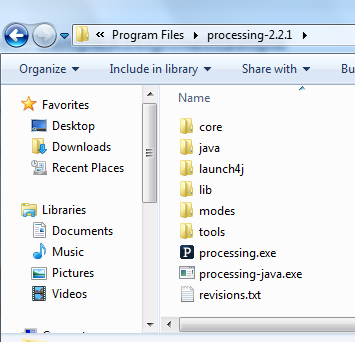 « Program Files ▸ processing-2.2.1 ▸
Organize Include in library Share with Bu
Favorites
Desktop
Downloads
Recent Places
Libraries
Documents
Music
Pictures
Videos
Name
core
java
launch4j
lib
modes
tools
processing.exe
processing-java.exe
revisions.txt